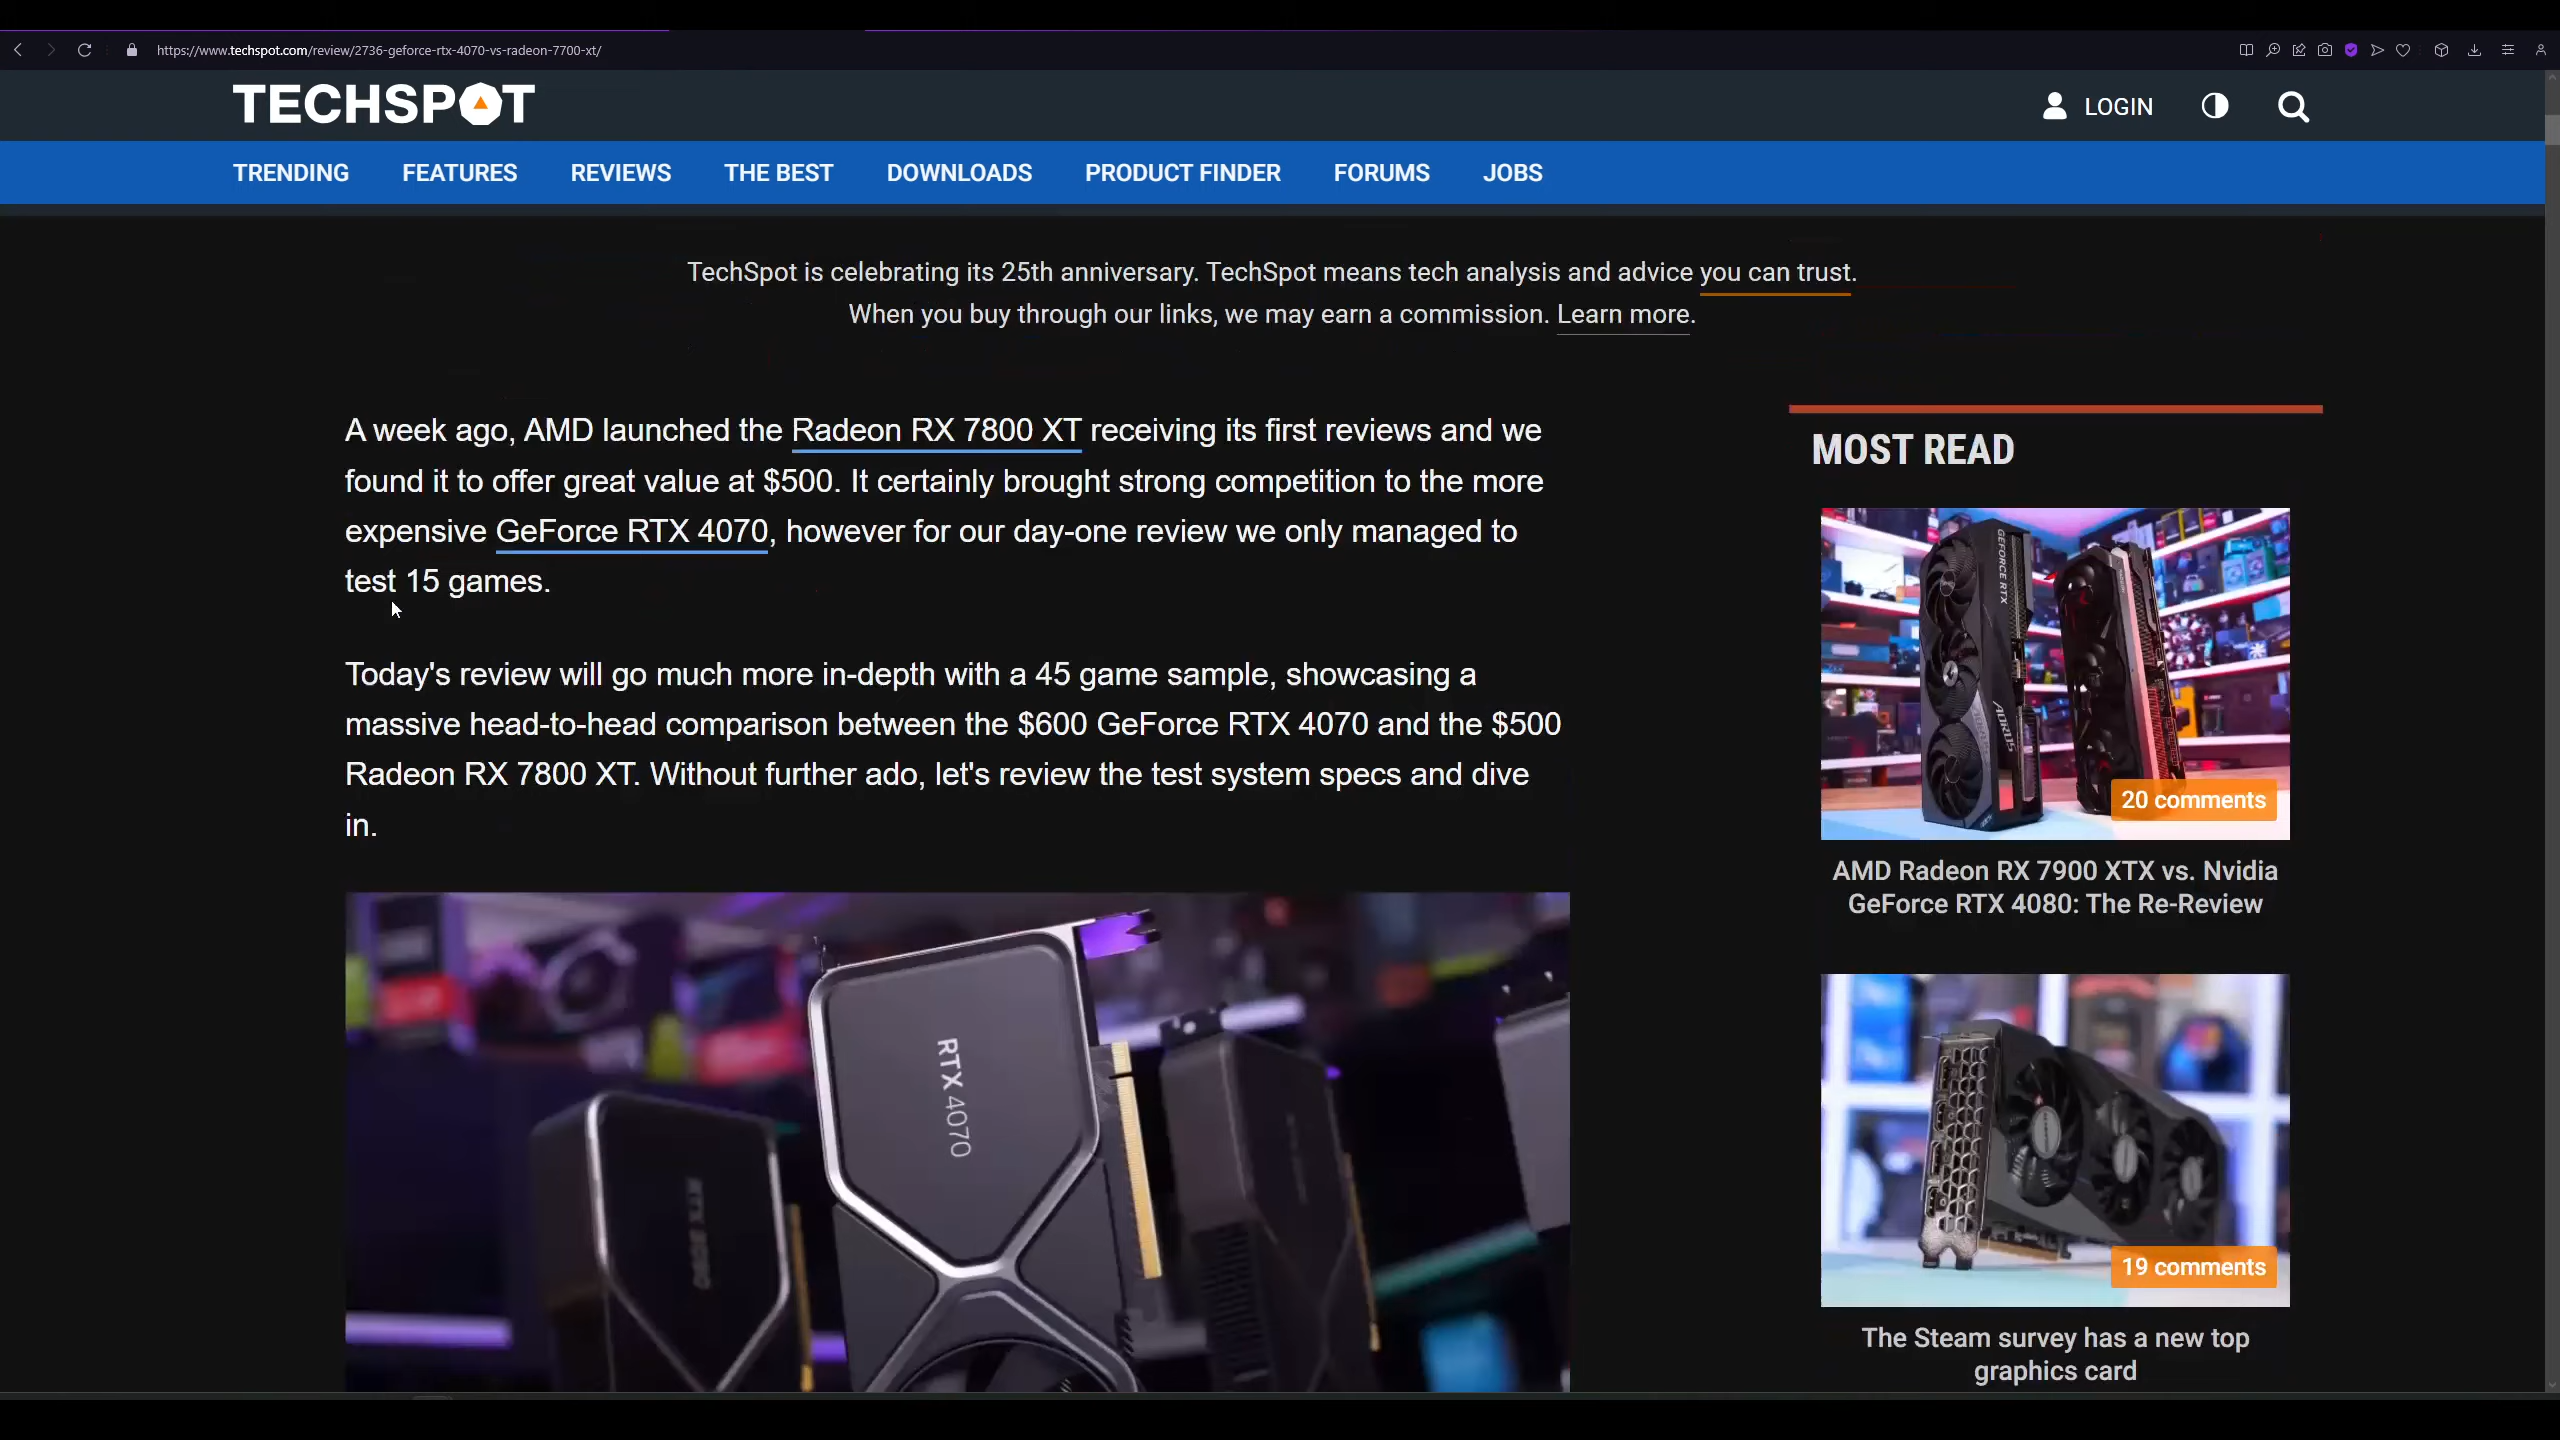 https://www.techspot.com/review/2736-geforce-rtx-4070-vs-radeon-7700-xt/
TECHSPOT
LOGIN
TRENDING FEATURES REVIEWS THE BEST DOWNLOADS PRODUCT FINDER FORUMS JOBS
TechSpot is celebrating its 25th anniversary. TechSpot means tech analysis and advice you can trust.
When you buy through our links, we may earn a commission. Learn more.
A week ago, AMD launched the Radeon RX 7800 XT receiving its first reviews and we
found it to offer great value at $500. It certainly brought strong competition to the more
expensive GeForce RTX 4070, however for our day-one review we only managed to
test 15 games.
Today's review will go much more in-depth with a 45 game sample, showcasing a
massive head-to-head comparison between the $600 GeForce RTX 4070 and the $500
Radeon RX 7800 XT. Without further ado, let's review the test system specs and dive
in.
RTX 4070
MOST READ
GEFORCE RTX
AORUS
20 comments
AMD Radeon RX 7900 XTX vs. Nvidia
GeForce RTX 4080: The Re-Review
19 comments
The Steam survey has a new top
graphics card